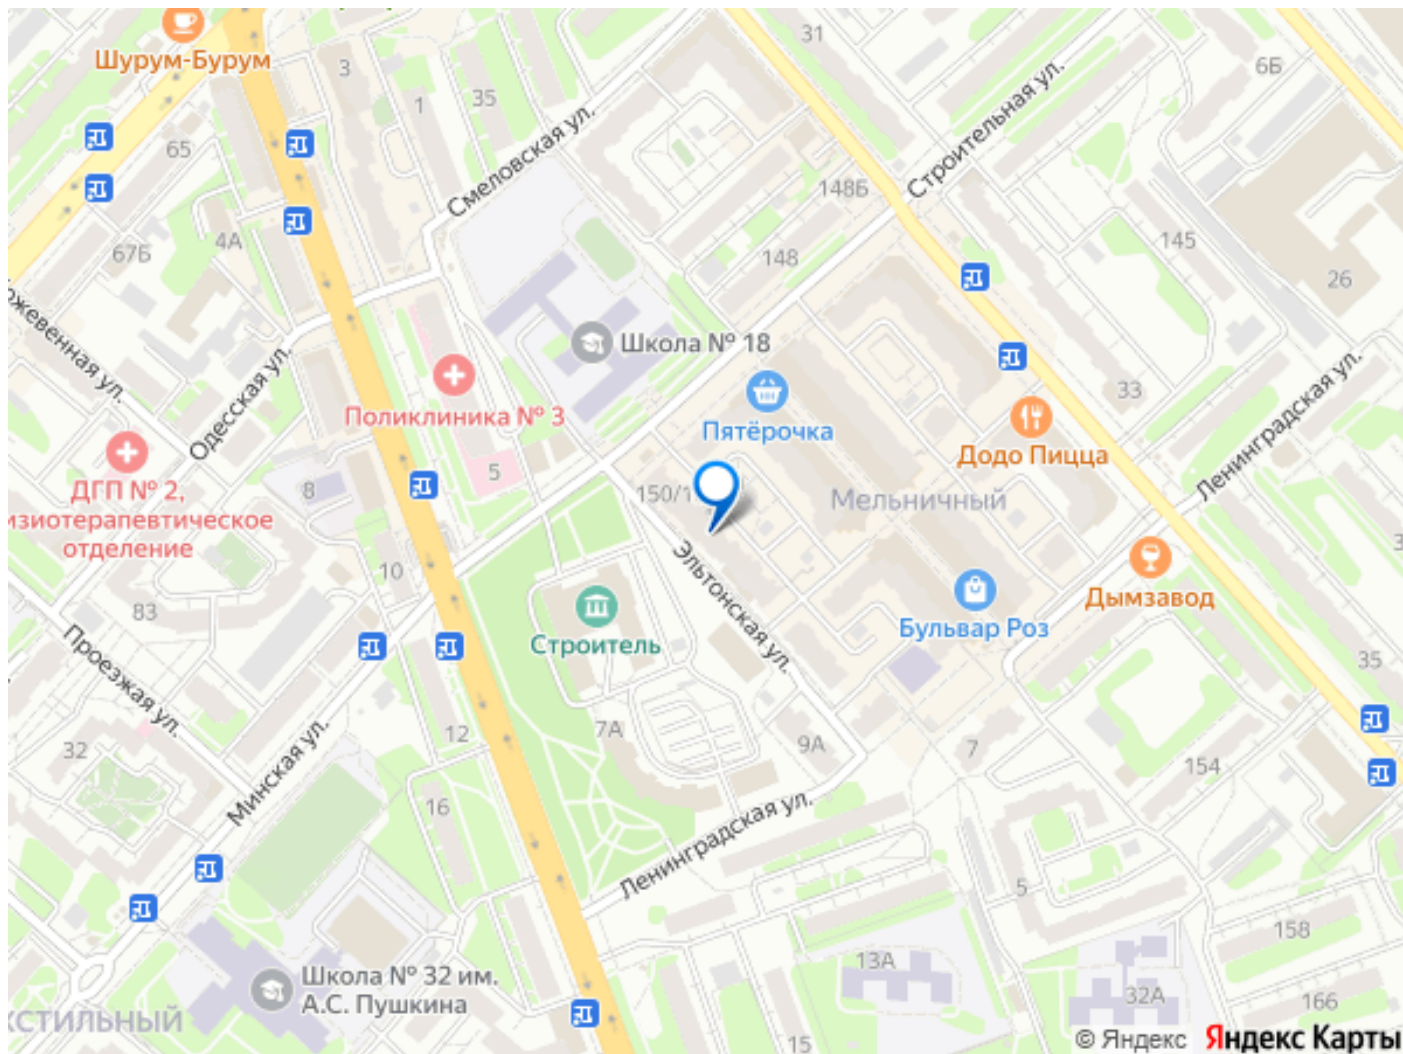 31
6Б
Шурум-Бурум
3
1
35
65
Смеловская ул.
Строительная ул.
148Б
4А
67Б
148
145
26
Одесская ул.
Школа № 18
33
Поликлиника № 3
Пятёрочка
Додо Пицца
Ленинградская ул.
ДГП № 2,
отделение
5
8
150/1
Мельничный
10
Эльтонская ул.
83
Строитель
Дымзавод
Бульвар Роз
Проезжая ул.
35
32
12
7А
9А
7
154
Минская ул.
16
Ленинградская ул.
5
158
13А
Школа № 32 им.
А.С. Пушкина
32А
166
15
© Яндекс Яндекс Карты